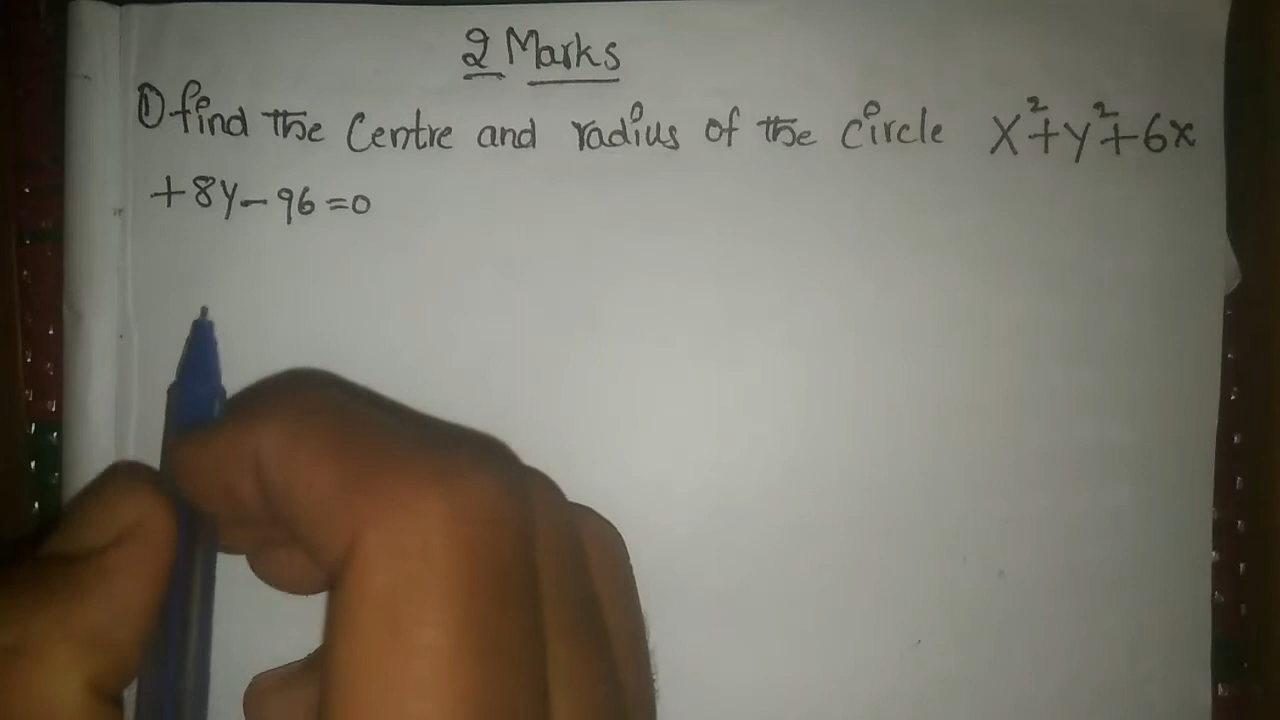 2 Marks
① find the Centre and radius of the circle x²+y²+6x
+8y-96=0